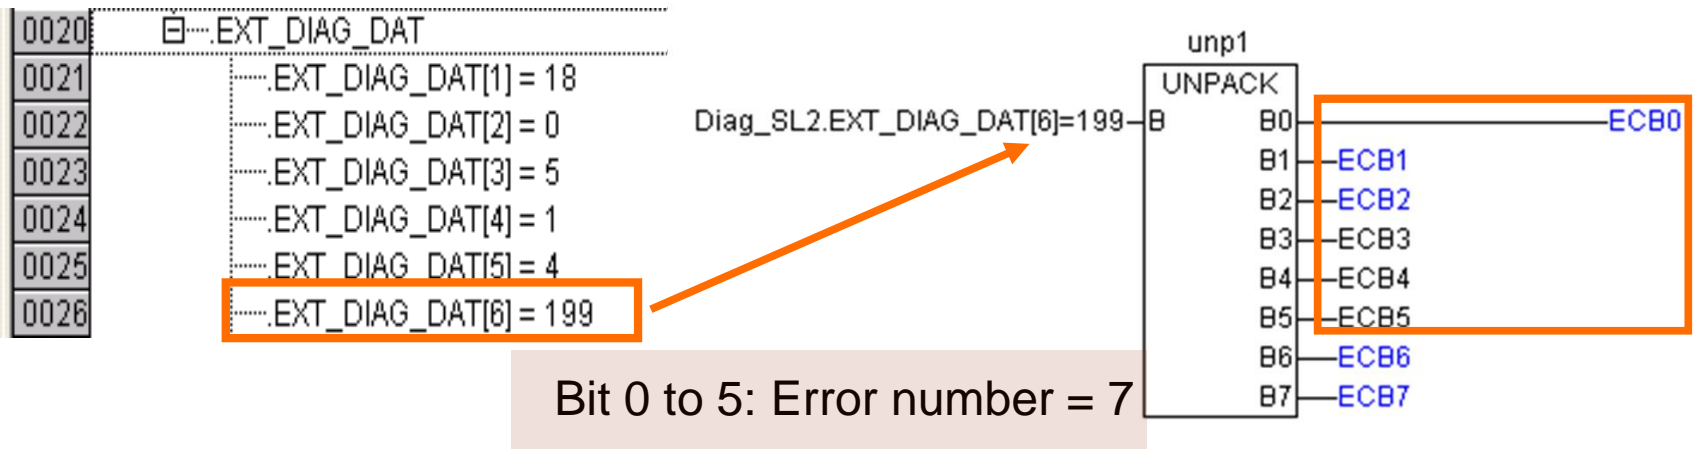 0020 .EXT_DIAG_DAT
0021 .EXT_DIAG_DAT[1] = 18
0022 .EXT_DIAG_DAT[2] = 0
0023 .EXT_DIAG_DAT[3] = 5
0024 .EXT_DIAG_DAT[4] = 1
0025 .EXT_DIAG_DAT[5] = 4
0026 .EXT_DIAG_DAT[6] = 199
unp1
UNPACK
Diag_SL2.EXT_DIAG_DAT[6]=199 B B0 ECB0
B1 ECB1
B2 ECB2
B3 ECB3
B4 ECB4
B5 ECB5
B6 ECB6
B7 ECB7
Bit 0 to 5: Error number = 7